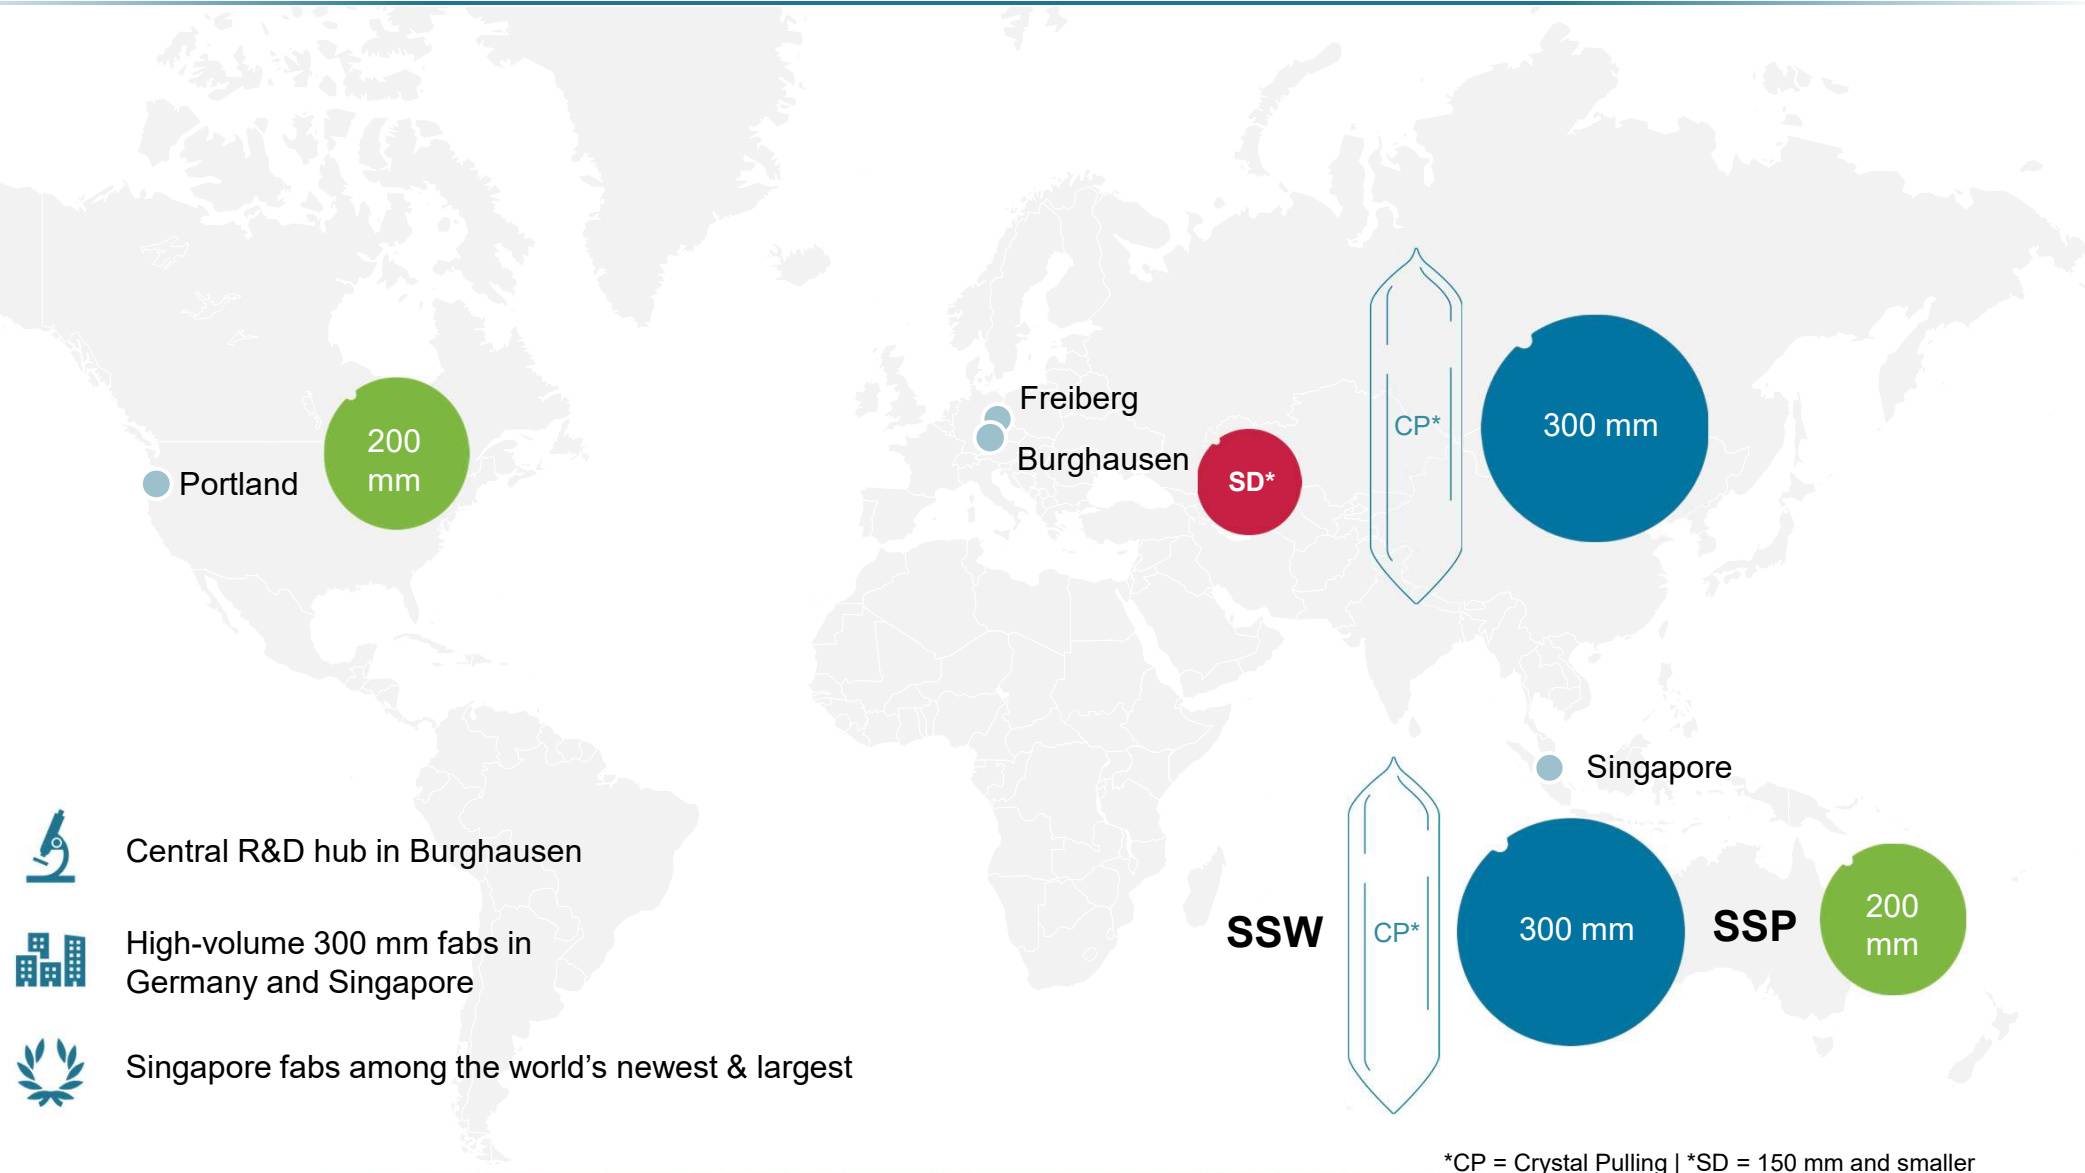 Freiberg
Burghausen
SD*
CP*
300 mm
Portland
200
mm
Singapore
SSW
CP*
300 mm
SSP
200
mm
Central R&D hub in Burghausen
High-volume 300 mm fabs in
Germany and Singapore
Singapore fabs among the world’s newest & largest
*CP = Crystal Pulling | *SD = 150 mm and smaller